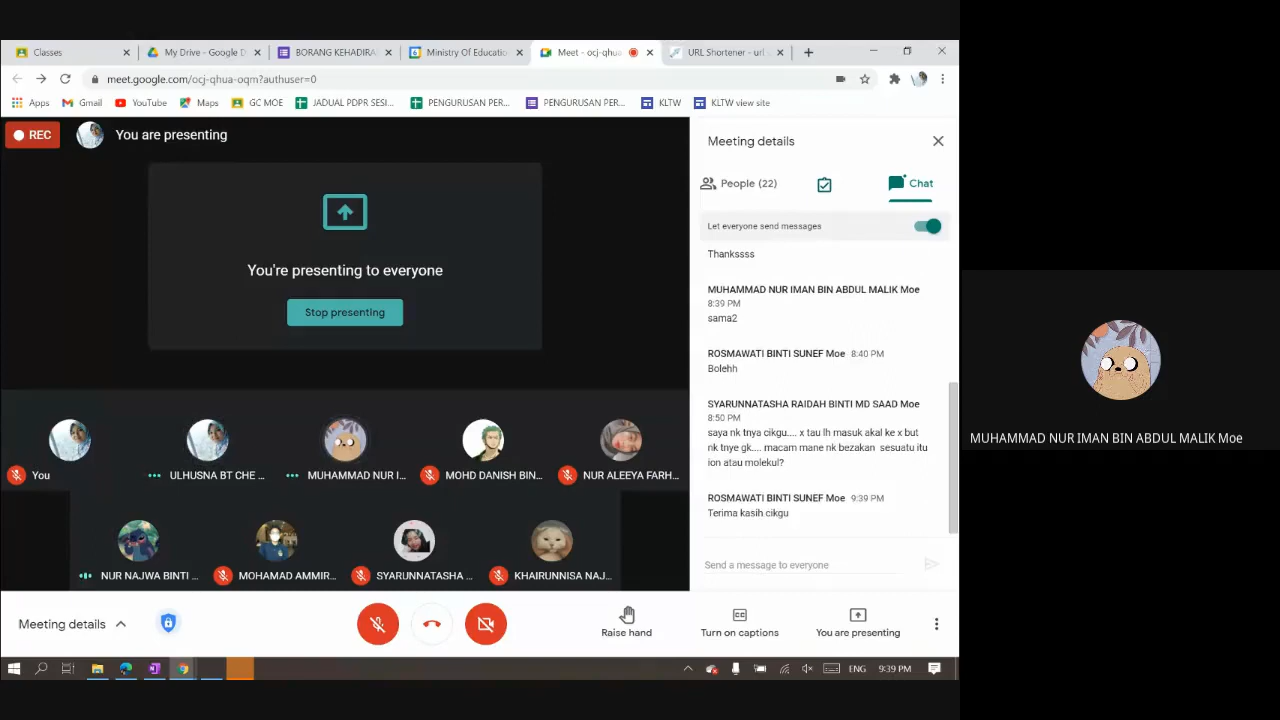 Classes
My Drive - Google D
BORANG KEHADIRA
Ministry Of Educatio
Meet - ocj-qhua
URL Shortener - url s
meet.google.com/ocj-qhua-oqm?authuser=0
Apps
Gmail
YouTube
Maps
GC MOE
JADUAL PDPR SESI...
PENGURUSAN PER...
PENGURUSAN PER...
KLTW
KLTW view site
REC
You are presenting
You're presenting to everyone
Stop presenting
You
ULHUSNA BT CHE ...
MUHAMMAD NUR I...
MOHD DANISH BIN...
NUR ALEEYA FARH...
NUR NAJWA BINTI ...
MOHAMAD AMMIR...
SYARUNNATASHA ...
KHAIRUNNISA NAJ...
Meeting details
People (22)
Chat
Let everyone send messages
Thankssss
MUHAMMAD NUR IMAN BIN ABDUL MALIK Moe
8:39 PM
sama2
ROSMAWATI BINTI SUNEF Moe 8:40 PM
Bolehh
SYARUNNATASHA RAIDAH BINTI MD SAAD Moe
8:50 PM
saya nk tnya cikgu.... x tau lh masuk akal ke x but
nk tnye gk.... macam mane nk bezakan sesuatu itu
ion atau molekul?
ROSMAWATI BINTI SUNEF Moe 9:39 PM
Terima kasih cikgu
Send a message to everyone
Meeting details
Raise hand
Turn on captions
You are presenting
ENG
9:39 PM
MUHAMMAD NUR IMAN BIN ABDUL MALIK Moe